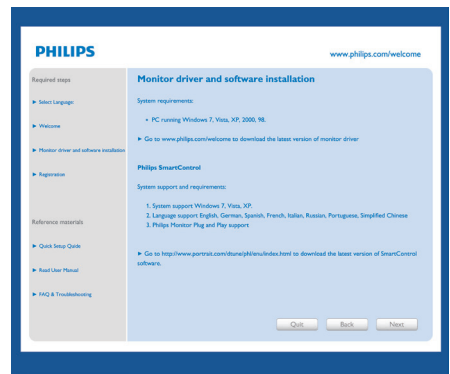 PHILIPS
www.philips.com/welcome
Required steps
Select Language:
Welcome
Monitor driver and software installation
Registration
Reference materials
Quick Setup Guide
Read User Manual
FAQ & Troubleshooting
Monitor driver and software installation
System requirements:
• PC running Windows 7, Vista, XP, 2000, 98,
Go to www.philips.com/welcome to download the latest version of monitor driver
Philips SmartControl
System support and requirements:
1. System support Windows 7, Vista, XP.
2. Language support English, German, Spanish, French, Italian, Russian, Portuguese, Simplified Chinese
3. Philips Monitor Plug and Play support
Go to http://www.portrait.com/dtune/phl/enu/index.html to download the latest version of SmartControl
software.
Quit
Back
Next